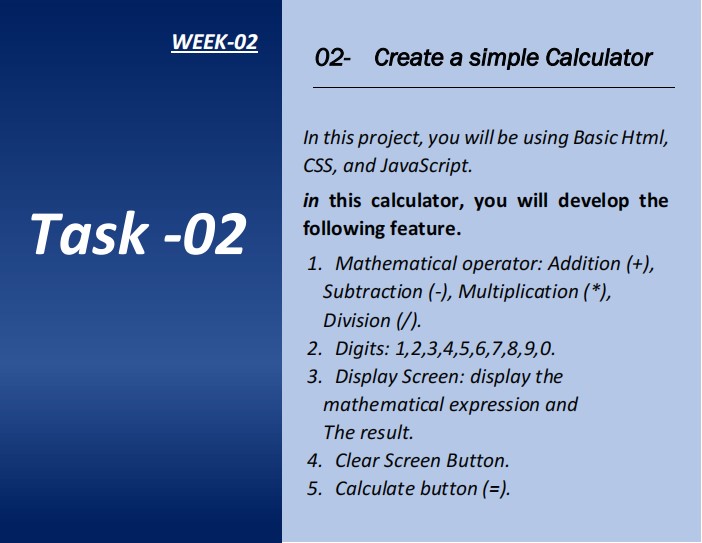 WEEK-02
Task -02
02- Create a simple Calculator
In this project, you will be using Basic Html,
CSS, and JavaScript.
in this calculator, you will develop the
following feature.
1. Mathematical operator: Addition (+),
Subtraction (-), Multiplication (*),
Division (/).
2. Digits: 1,2,3,4,5,6,7,8,9,0.
3. Display Screen: display the
mathematical expression and
The result.
4. Clear Screen Button.
5. Calculate button (=).